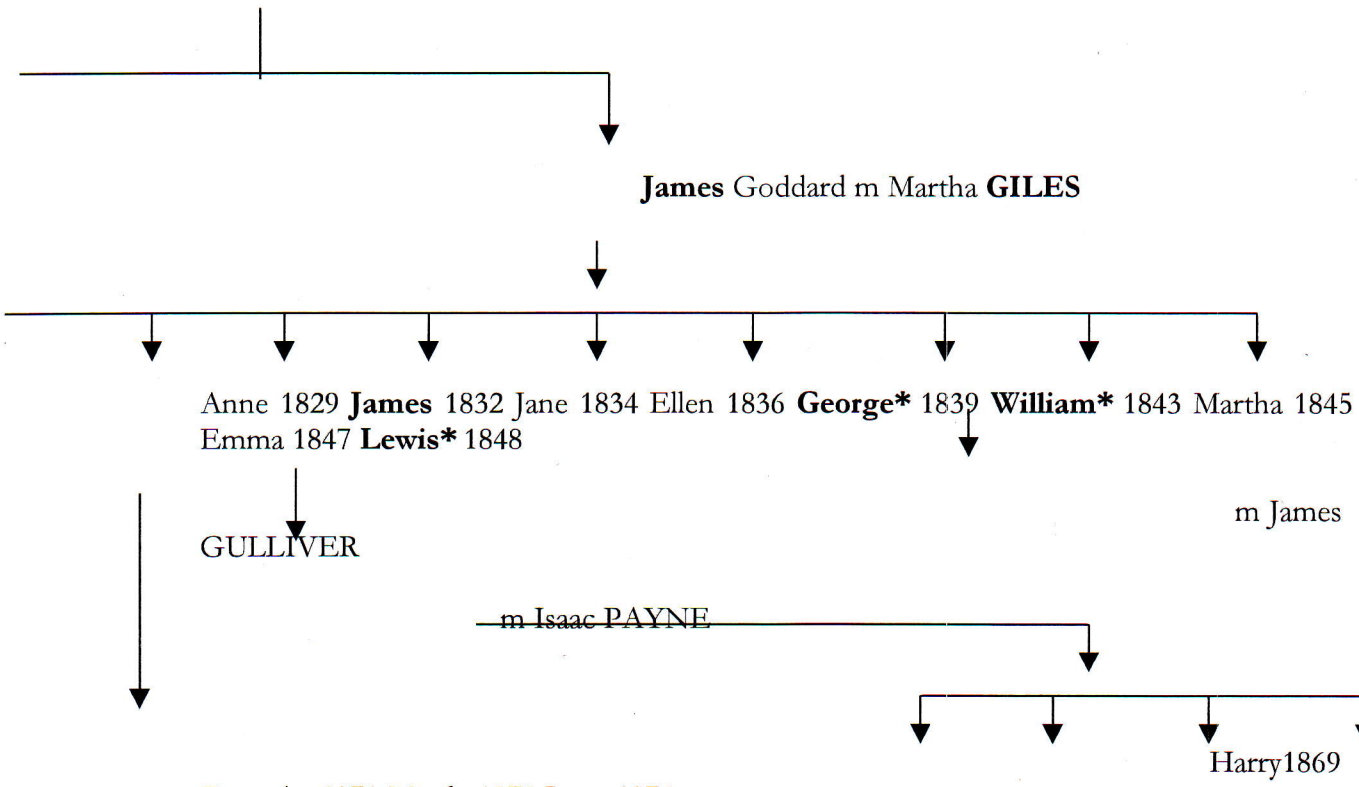 James Goddard m Martha GILES
Anne 1829 James 1832 Jane 1834 Ellen 1836 George* 1839 William* 1843 Martha 1845
Emma 1847 Lewis* 1848
m James
GULLIVER
m Isaac PAYNE
Harry1869